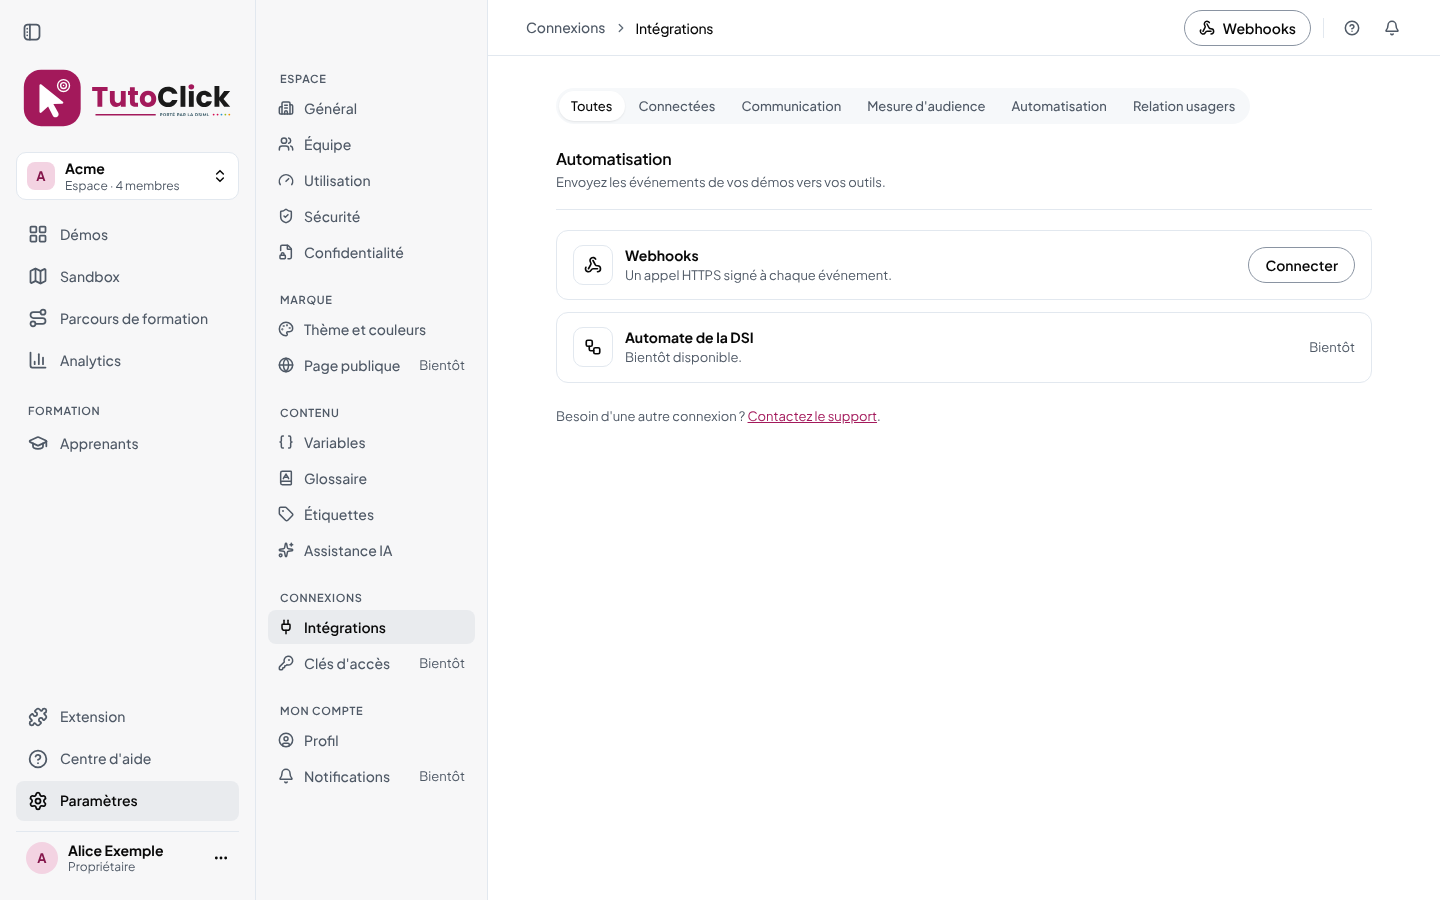 TutoClick
PORTÉ PAR LA DSIML
A
Acme
Espace · 4 membres
Démos
Sandbox
Parcours de formation
Analytics
FORMATION
Apprenants
Extension
Centre d'aide
Paramètres
A
Alice Exemple
Propriétaire
ESPACE
Général
Équipe
Utilisation
Sécurité
Confidentialité
MARQUE
Thème et couleurs
Page publique Bientôt
CONTENU
Variables
Glossaire
Étiquettes
Assistance IA
CONNEXIONS
Intégrations
Clés d'accès Bientôt
MON COMPTE
Profil
Notifications Bientôt
Connexions > Intégrations
Webhooks
Toutes Connectées Communication Mesure d'audience Automatisation Relation usagers
Automatisation
Envoyez les événements de vos démos vers vos outils.
Webhooks
Un appel HTTPS signé à chaque événement.
Connecter
Automate de la DSI
Bientôt disponible.
Bientôt
Besoin d'une autre connexion ? Contactez le support.